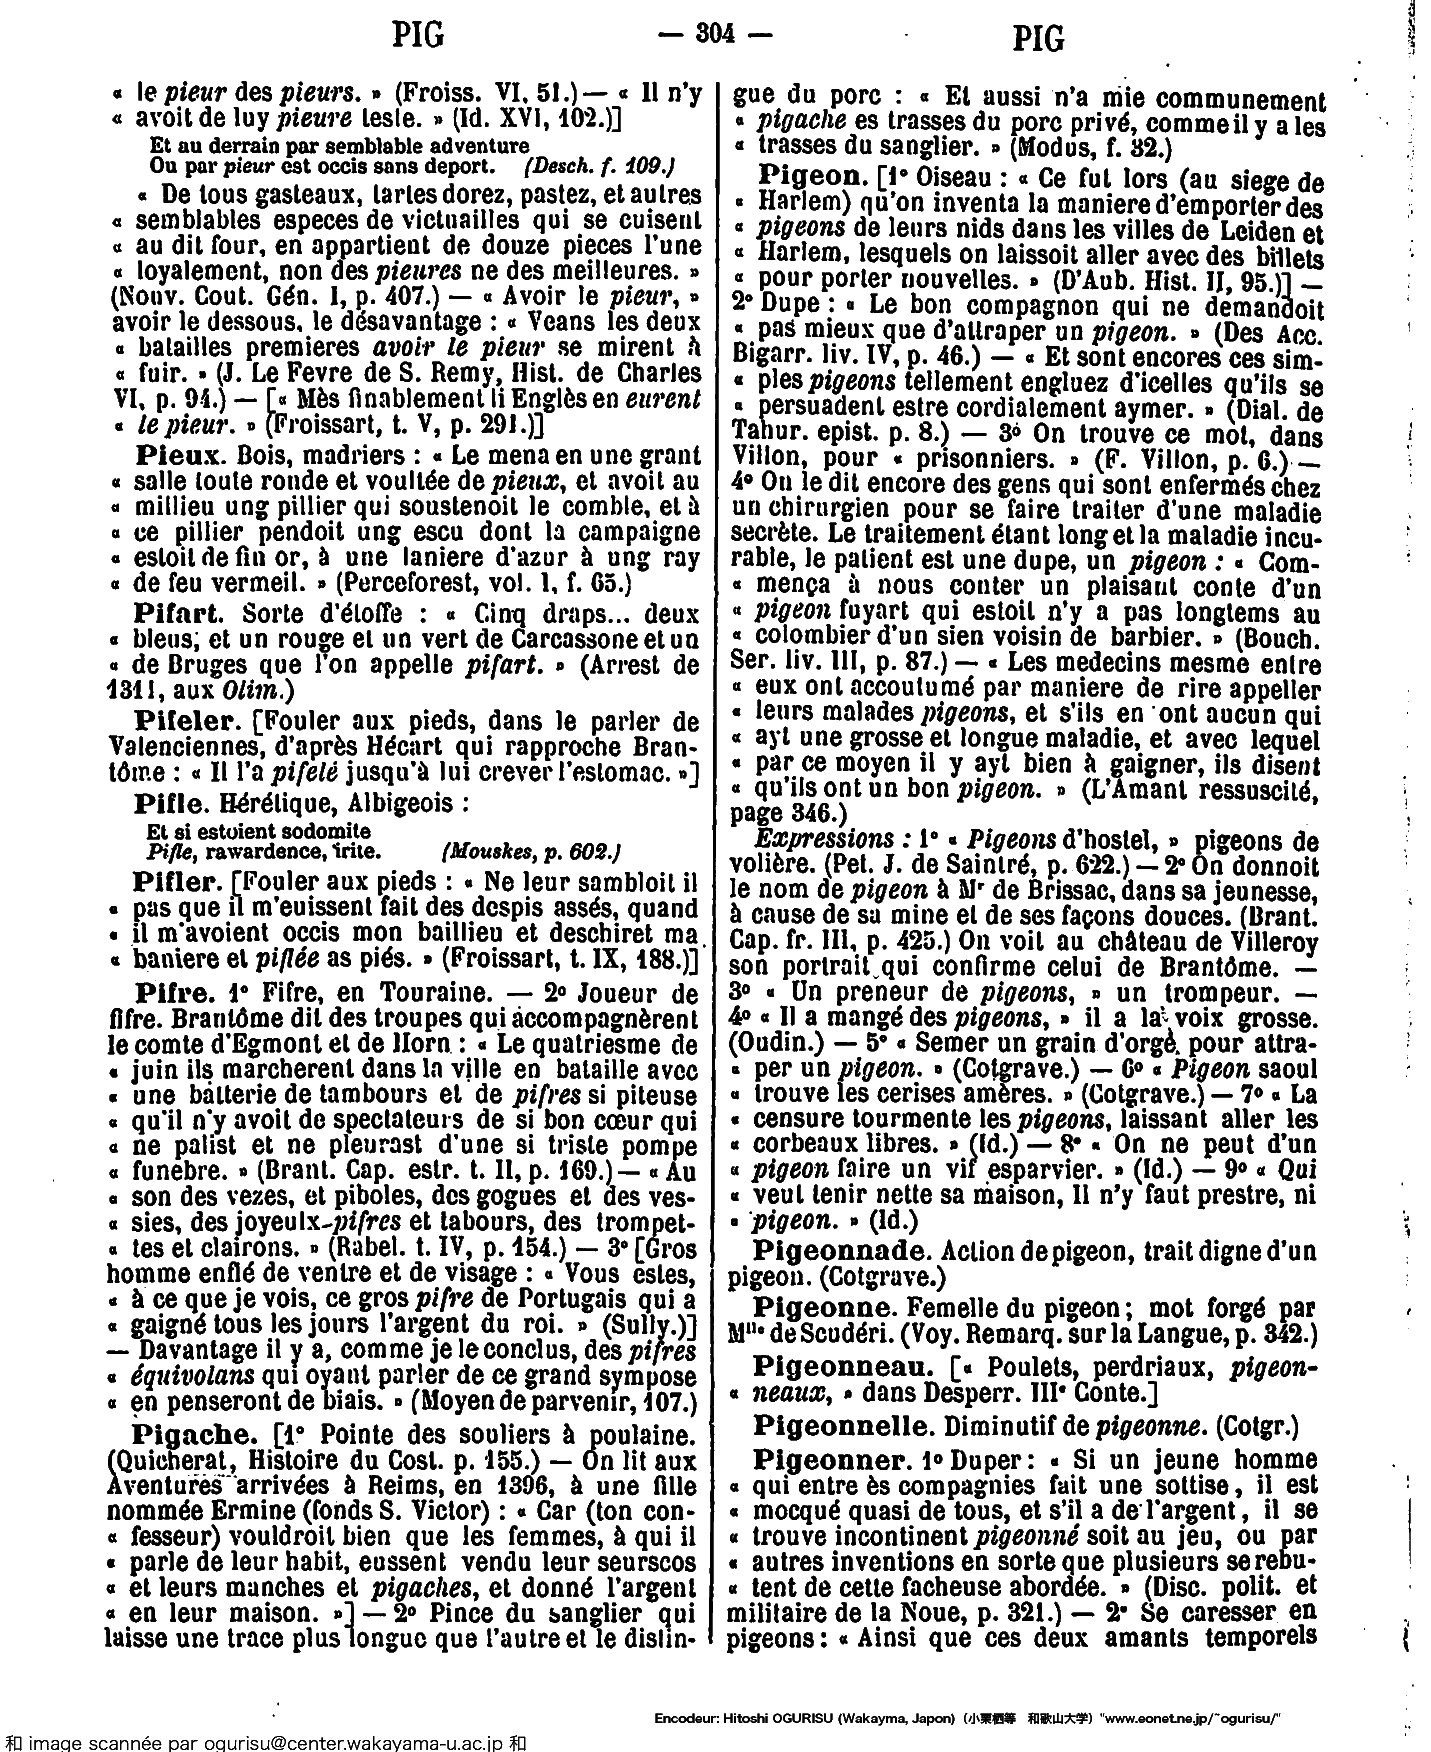 PIG — 304 — PIG
« le pieur des pieurs. » (Froiss. VI, 51.) — « Il n'y
« avoit de luy pieure teste. » (Id. XVI, 102.)]
Et au derrain par semblable adventure
Ou par pieur est occis sans deport. (Desch. f. 109.)
« De tous gasteaux, tartes dorez, pastez, et autres
« semblables especes de victuailles qui se cuisent
« au dit four, en appartient de douze pieces l'une
« loyalement, non des pieures ne des meilleures. »
(Nouv. Cout. Gén. I, p. 407.) — « Avoir le pieur, »
avoir le dessous, le désavantage : « Veans les deux
« batailles premieres avoir le pieur se mirent à
« fuir. » (J. Le Fevre de S. Remy, Hist. de Charles
VI, p. 94.) — [« Mès finablement li Englès en eurent
« le pieur. » (Froissart, t. V, p. 291.)]
Pieux. Bois, madriers : « Le mena en une grant
« salle toute ronde et voultée de pieux, et avoit au
« millieu ung pillier qui soustenoit le comble, et à
« ce pillier pendoit ung escu dont la campaigne
« estoit de fin or, à une laniere d'azur à ung ray
« de feu vermeil. » (Perceforest, vol. I, f. 65.)
Pifart. Sorte d'étoffe : « Cinq draps... deux
« bleus; et un rouge et un vert de Carcassone et un
« de Bruges que l'on appelle pifart. » (Arrest de
1311, aux Olim.)
Pifeler. [Fouler aux pieds, dans le parler de
Valenciennes, d'après Hécart qui rapproche Bran-
tôme : « Il l'a pifelé jusqu'à lui crever l'estomac. »]
Pifle. Hérétique, Albigeois :
Et si estoient sodomite
Pifle, rawardence, irite. (Mouskes, p. 602.)
Pifler. [Fouler aux pieds : « Ne leur sambloit il
« pas que il m'euissent fait des despis assés, quand
« il m'avoient occis mon baillieu et deschiret ma
« baniere et piflée as piés. » (Froissart, t. IX, 188.)]
Pifre. 1° Fifre, en Touraine. — 2° Joueur de
fifre. Brantôme dit des troupes qui accompagnèrent
le comte d'Egmont et de Horn : « Le quatriesme de
« juin ils marcherent dans la ville en bataille avec
« une batterie de tambours et de pifres si piteuse
« qu'il n'y avoit de spectateurs de si bon cœur qui
« ne palist et ne pleurast d'une si triste pompe
« funebre. » (Brant. Cap. estr. t. II, p. 169.) — « Au
« son des vezes, et piboles, des gogues et des ves-
« sies, des joyeulx pifres et tabours, des trompet-
« tes et clairons. » (Rabel. t. IV, p. 154.) — 3° [Gros
homme enflé de ventre et de visage : « Vous estes,
« à ce que je vois, ce gros pifre de Portugais qui a
« gaigné tous les jours l'argent du roi. » (Sully.)]
— Davantage il y a, comme je le conclus, des pifres
« équivolans qui oyant parler de ce grand sympose
« en penseront de biais. » (Moyen de parvenir, 107.)
Pigache. [1° Pointe des souliers à poulaine.
(Quicherat, Histoire du Cost. p. 155.) — On lit aux
Aventures arrivées à Reims, en 1396, à une fille
nommée Ermine (fonds S. Victor) : « Car (ton con-
« fesseur) vouldroit bien que les femmes, à qui il
« parle de leur habit, eussent vendu leur seurscos
« et leurs manches et pigaches, et donné l'argent
« en leur maison. »] — 2° Pince du sanglier qui
laisse une trace plus longue que l'autre et le distin-
gue du porc : « Et aussi n'a mie communement
« pigache es trasses du porc privé, comme il y a les
« trasses du sanglier. » (Modus, f. 32.)
Pigeon. [1° Oiseau : « Ce fut lors (au siege de
« Harlem) qu'on inventa la maniere d'emporter des
« pigeons de leurs nids dans les villes de Leiden et
« Harlem, lesquels on laissoit aller avec des billets
« pour porter nouvelles. » (D'Aub. Hist. II, 95.)] —
2° Dupe : « Le bon compagnon qui ne demandoit
« pas mieux que d'attraper un pigeon. » (Des Acc.
Bigarr. liv. IV, p. 46.) — « Et sont encores ces sim-
« ples pigeons tellement engluez d'icelles qu'ils se
« persuadent estre cordialement aymer. » (Dial. de
Tahur. epist. p. 8.) — 3° On trouve ce mot, dans
Villon, pour « prisonniers. » (F. Villon, p. 6.) —
4° On le dit encore des gens qui sont enfermés chez
un chirurgien pour se faire traiter d'une maladie
secrète. Le traitement étant long et la maladie incu-
rable, le patient est une dupe, un pigeon : « Com-
« mença à nous conter un plaisant conte d'un
« pigeon fuyart qui estoit n'y a pas longtems au
« colombier d'un sien voisin de barbier. » (Bouch.
Ser. liv. III, p. 87.) — « Les medecins mesme entre
« eux ont accoutumé par maniere de rire appeller
« leurs malades pigeons, et s'ils en ont aucun qui
« ayt une grosse et longue maladie, et avec lequel
« par ce moyen il y ayt bien à gaigner, ils disent
« qu'ils ont un bon pigeon. » (L'Amant ressuscité,
page 346.)
Expressions : 1° « Pigeons d'hostel, » pigeons de
volière. (Pet. J. de Saintré, p. 622.) — 2° On donnoit
le nom de pigeon à Mr de Brissac, dans sa jeunesse,
à cause de sa mine et de ses façons douces. (Brant.
Cap. fr. III, p. 425.) On voit au château de Villeroy
son portrait qui confirme celui de Brantôme. —
3° « Un preneur de pigeons, » un trompeur. —
4° « Il a mangé des pigeons, » il a la voix grosse.
(Oudin.) — 5° « Semer un grain d'orge pour attra-
« per un pigeon. » (Cotgrave.) — 6° « Pigeon saoul
« trouve les cerises amères. » (Cotgrave.) — 7° « La
« censure tourmente les pigeons, laissant aller les
« corbeaux libres. » (Id.) — 8° « On ne peut d'un
« pigeon faire un vif esparvier. » (Id.) — 9° « Qui
« veut tenir nette sa maison, Il n'y faut prestre, ni
« pigeon. » (Id.)
Pigeonnade. Action de pigeon, trait digne d'un
pigeon. (Cotgrave.)
Pigeonne. Femelle du pigeon; mot forgé par
Mlle de Scudéri. (Voy. Remarq. sur la Langue, p. 342.)
Pigeonneau. [« Poulets, perdriaux, pigeon-
« neaux, » dans Desperr. IIIe Conte.]
Pigeonnelle. Diminutif de pigeonne. (Cotgr.)
Pigeonner. 1° Duper : « Si un jeune homme
« qui entre ès compagnies fait une sottise, il est
« mocqué quasi de tous, et s'il a de l'argent, il se
« trouve incontinent pigeonné soit au jeu, ou par
« autres inventions en sorte que plusieurs se rebu-
« tent de cette facheuse abordée. » (Disc. polit. et
militaire de la Noue, p. 321.) — 2° Se caresser en
pigeons : « Ainsi que ces deux amants temporels
Encodeur: Hitoshi OGURISU (Wakayma, Japon) (小栗栖等 和歌山大学) "www.eonet.ne.jp/~ogurisu/"
和 image scannée par ogurisu@center.wakayama-u.ac.jp 和